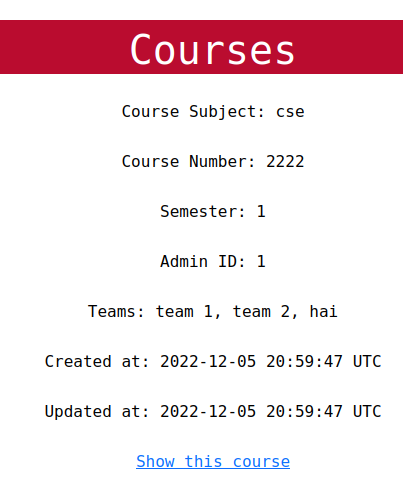 Courses
Course Subject: cse
Course Number: 2222
Semester: 1
Admin ID: 1
Teams: team 1, team 2, hai
Created at: 2022-12-05 20:59:47 UTC
Updated at: 2022-12-05 20:59:47 UTC
Show this course